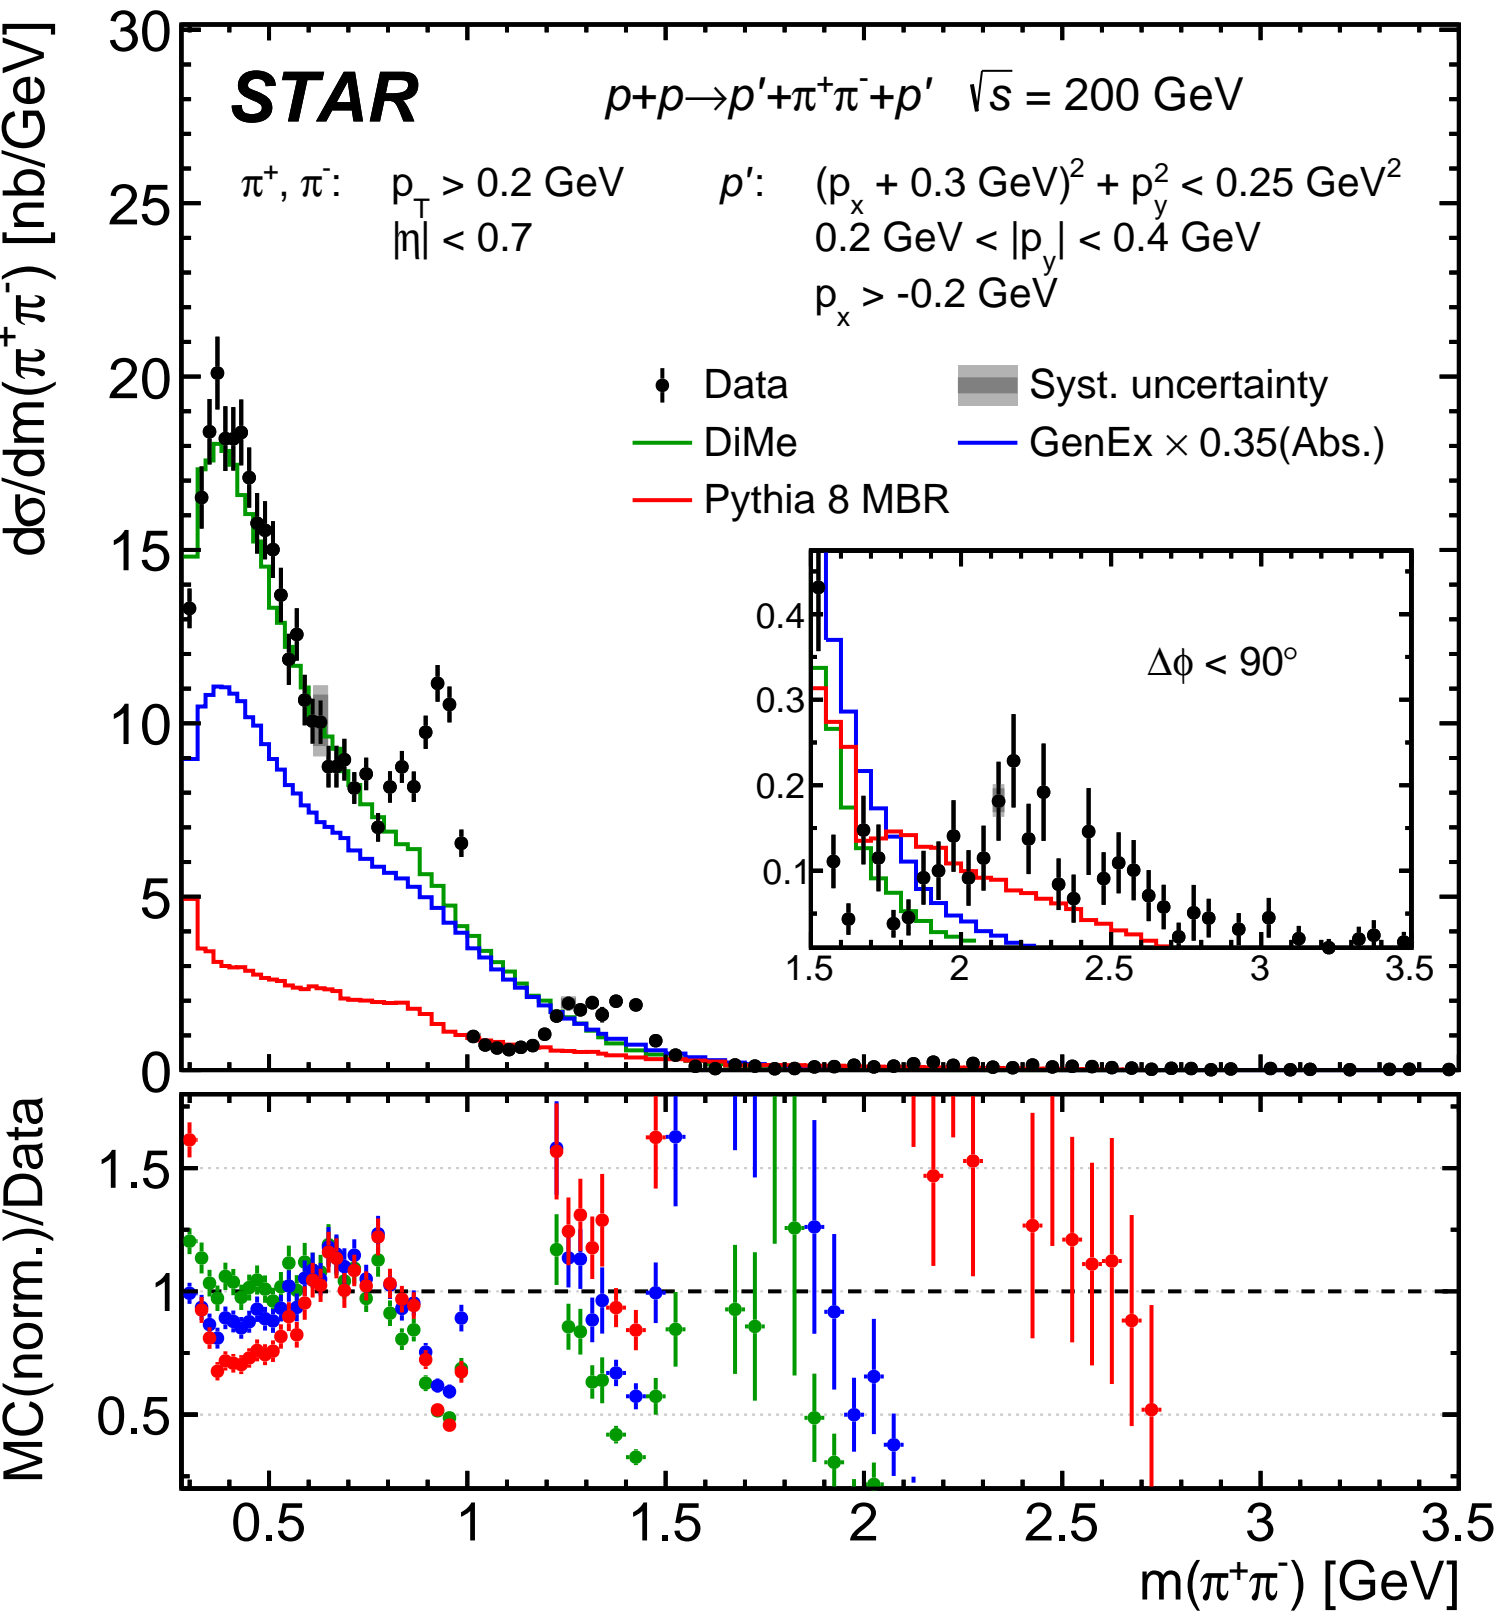 STAR
p+p→p′+π⁺π⁻+p′ √s = 200 GeV
π⁺, π⁻: p_T > 0.2 GeV p′: (p_x + 0.3 GeV)² + p_y² < 0.25 GeV²
|η| < 0.7 0.2 GeV < |p_y| < 0.4 GeV
p_x > -0.2 GeV
Data Syst. uncertainty
DiMe GenEx × 0.35(Abs.)
Pythia 8 MBR
dσ/dm(π⁺π⁻) [nb/GeV]
30
25
20
15
10
5
0
Δϕ < 90°
0.4
0.3
0.2
0.1
1.5 2 2.5 3 3.5
MC(norm.)/Data
1.5
1
0.5
0.5 1 1.5 2 2.5 3 3.5
m(π⁺π⁻) [GeV]